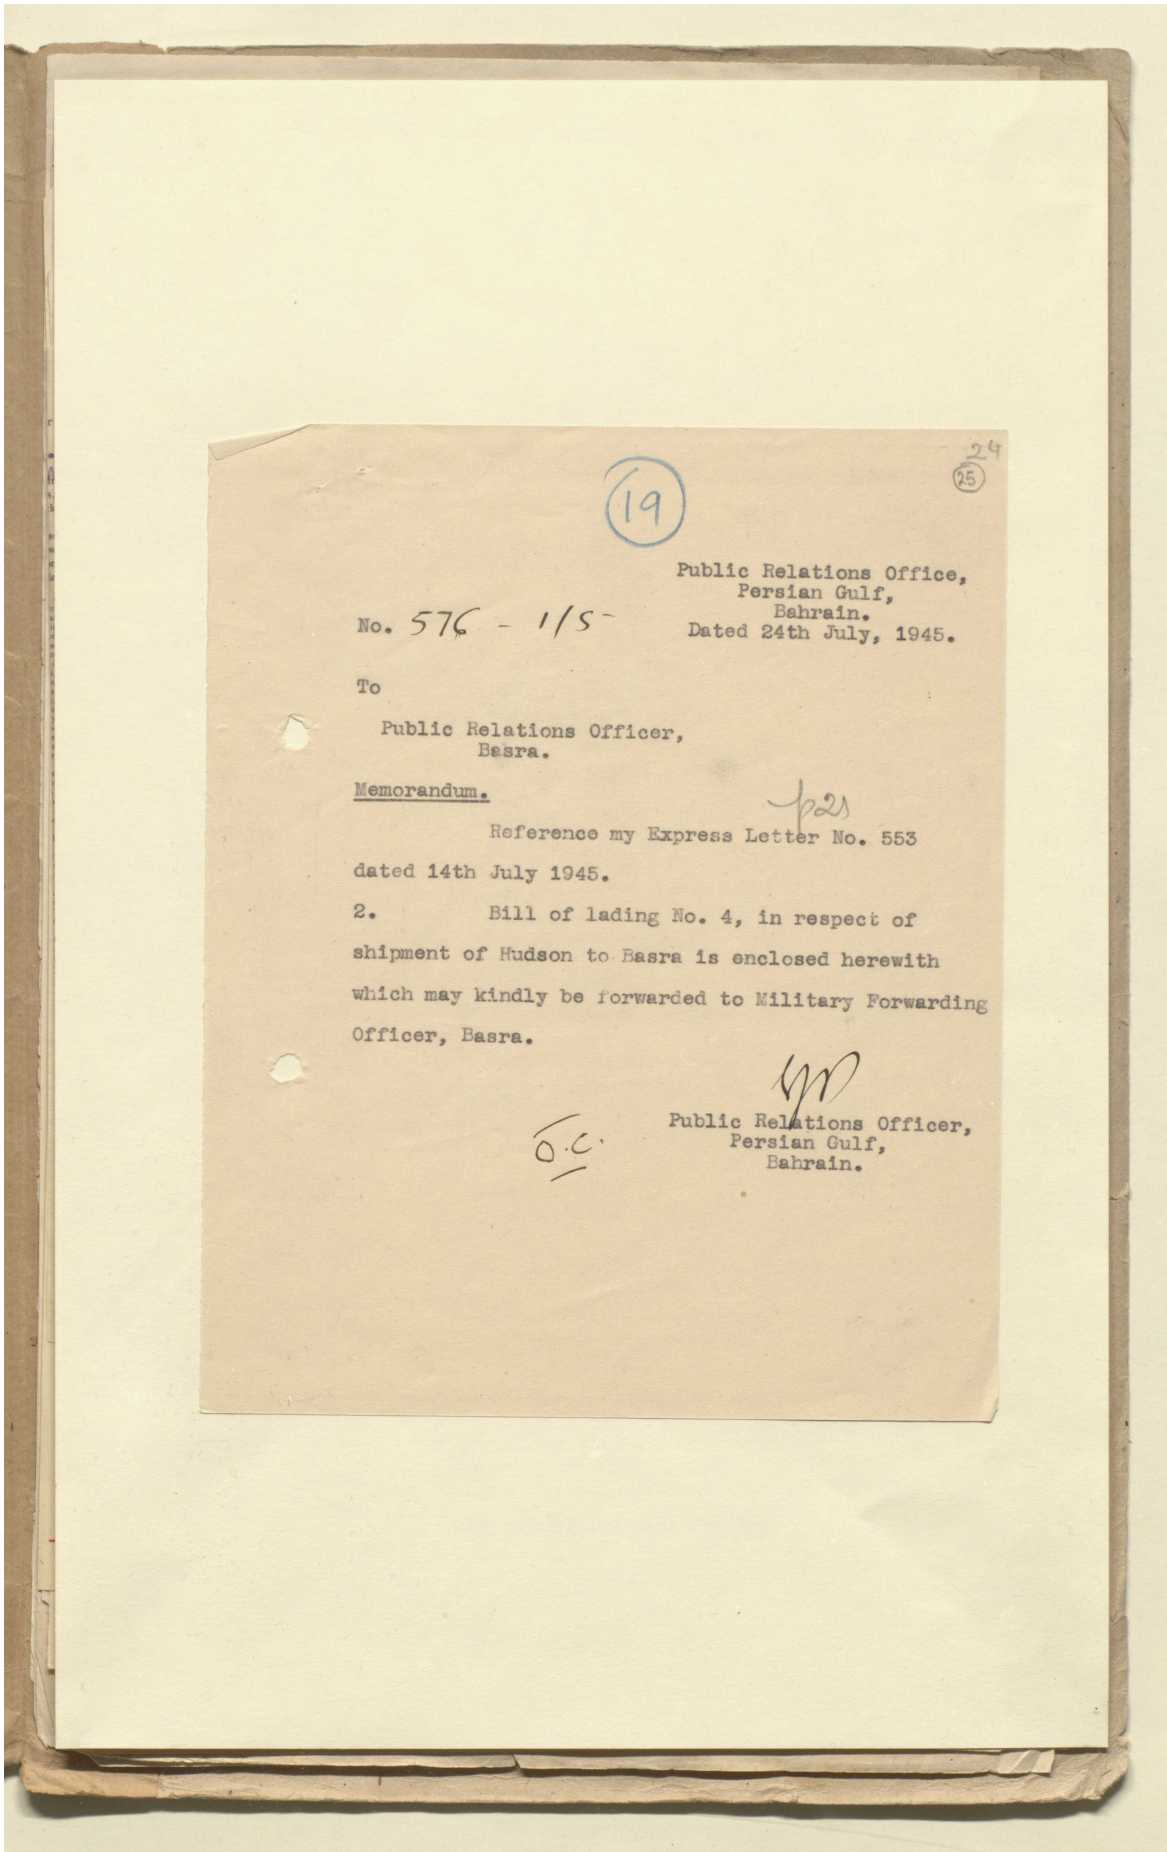 24
25
19
Public Relations Office,
Persian Gulf,
Bahrain.
No. 576 - 1/5
Dated 24th July, 1945.
To
Public Relations Officer,
Basra.
Memorandum.
p21
Reference my Express Letter No. 553
dated 14th July 1945.
2. Bill of lading No. 4, in respect of
shipment of Hudson to Basra is enclosed herewith
which may kindly be forwarded to Military Forwarding
Officer, Basra.
Public Relations Officer,
Persian Gulf,
Bahrain.
O.C.